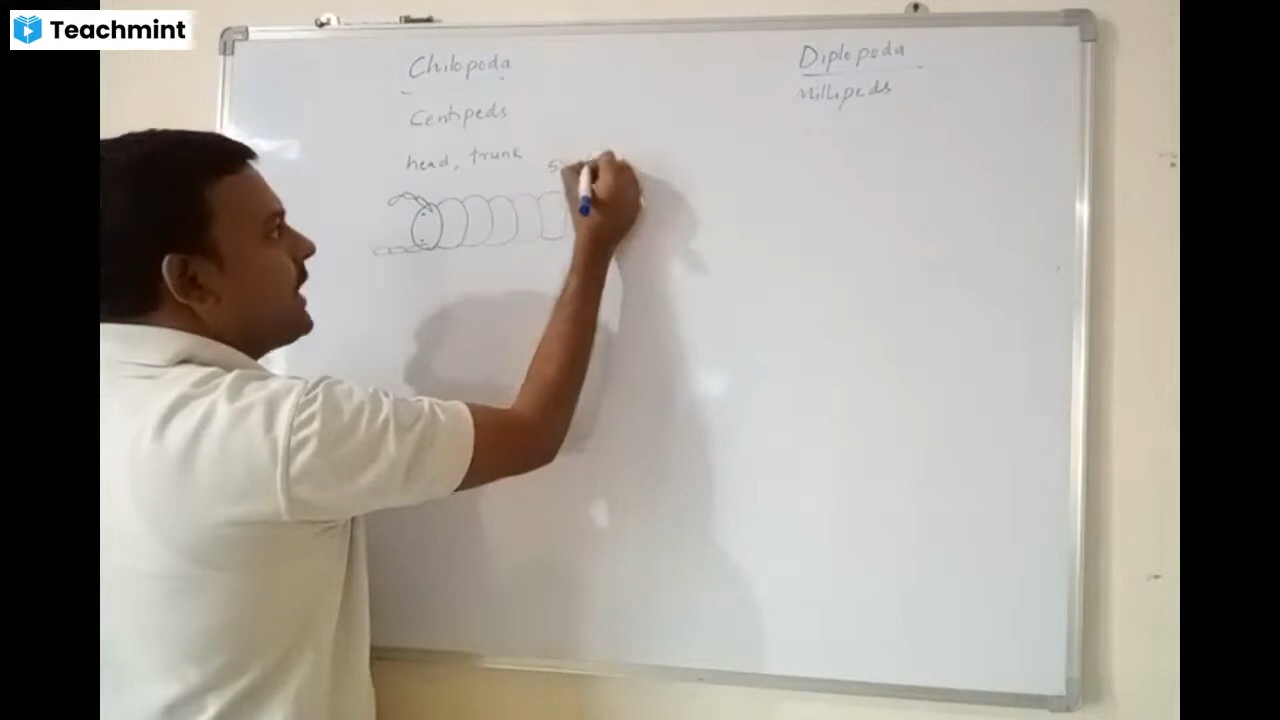 Teachmint
Chilopoda
Centipeds
head, trunk
Diplopoda
Millipeds